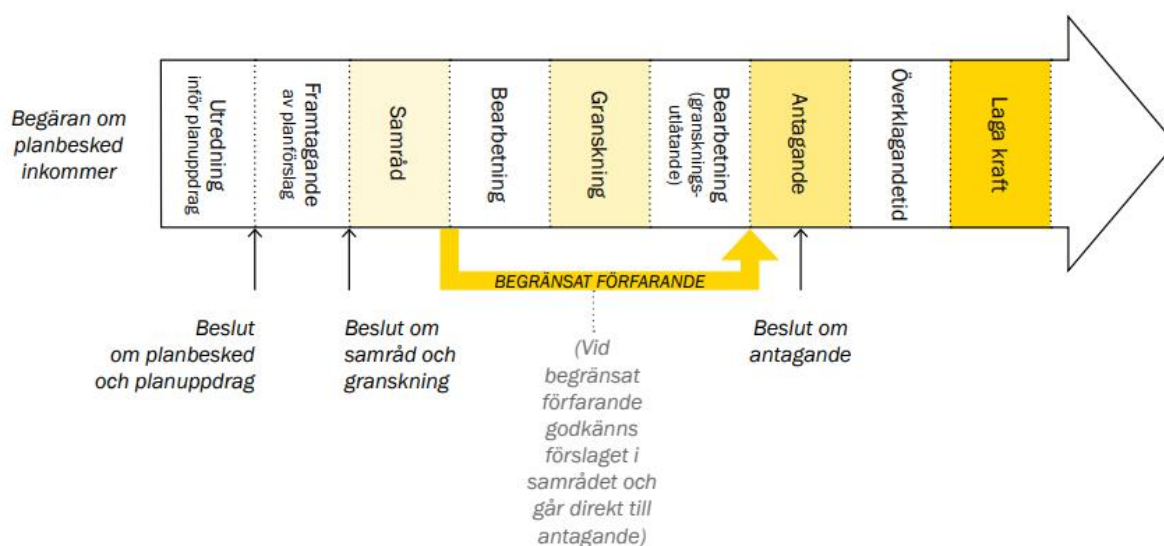 Begäran om
planbesked
inkommer
Utredning
inför planuppdrag
Framtagande
av planförslag
Samråd
Bearbetning
Granskning
Bearbetning
(gransknings-
utlåtande)
Antagande
Överklagandetid
Laga kraft
BEGRÄNSAT FÖRFARANDE
Beslut
om planbesked
och planuppdrag
Beslut om
samråd och
granskning
(Vid
begränsat
förfarande
godkänns
förslaget i
samrådet och
går direkt till
antagande)
Beslut om
antagande